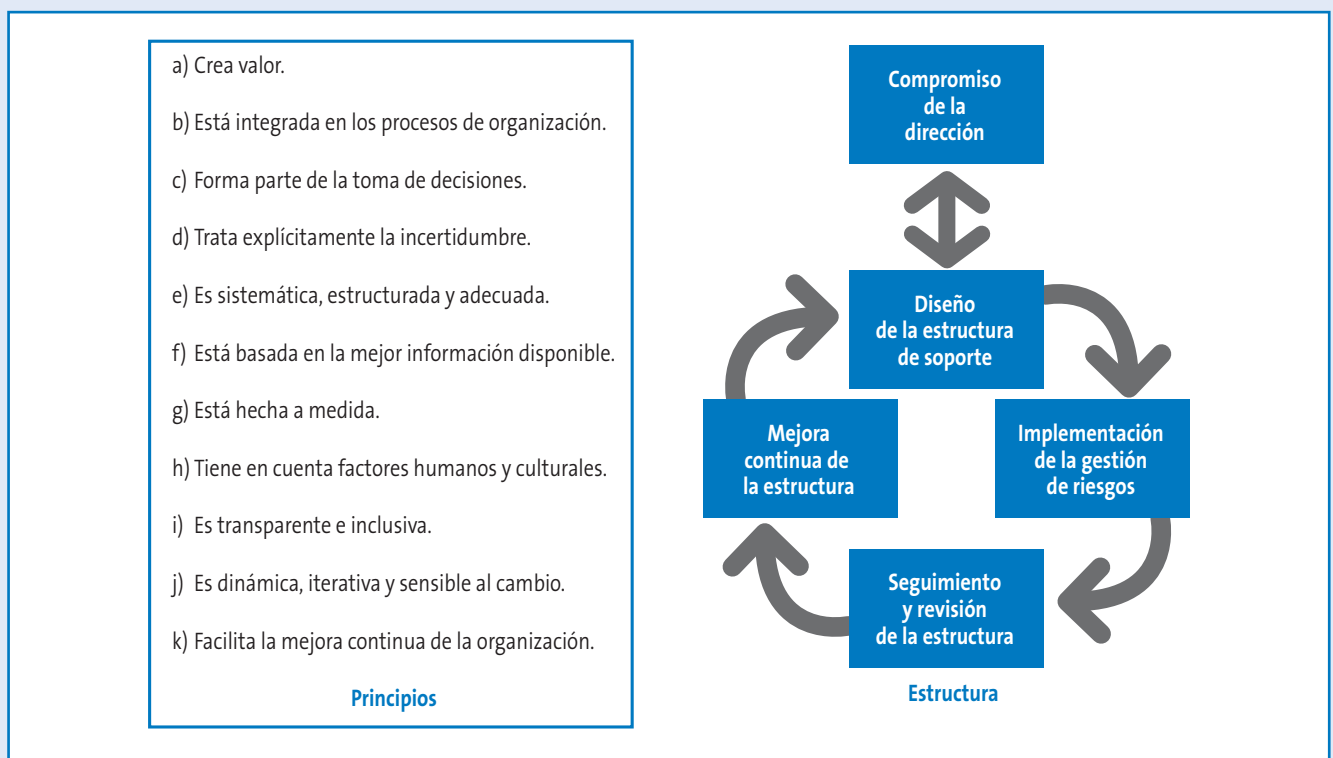 a) Crea valor.
b) Está integrada en los procesos de organización.
c) Forma parte de la toma de decisiones.
d) Trata explícitamente la incertidumbre.
e) Es sistemática, estructurada y adecuada.
f) Está basada en la mejor información disponible.
g) Está hecha a medida.
h) Tiene en cuenta factores humanos y culturales.
i) Es transparente e inclusiva.
j) Es dinámica, iterativa y sensible al cambio.
k) Facilita la mejora continua de la organización.
Principios
Compromiso
de la
dirección
Diseño
de la estructura
de soporte
Mejora
continua de
la estructura
Implementación
de la gestión
de riesgos
Seguimiento
y revisión
de la estructura
Estructura